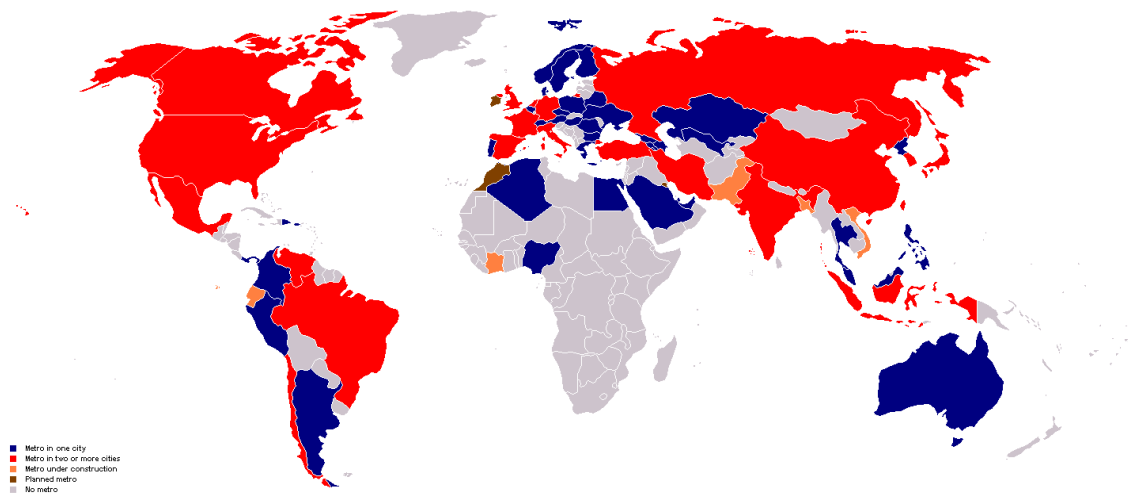 Metro in one city
Metro in two or more cities
Metro under construction
Planned metro
No metro